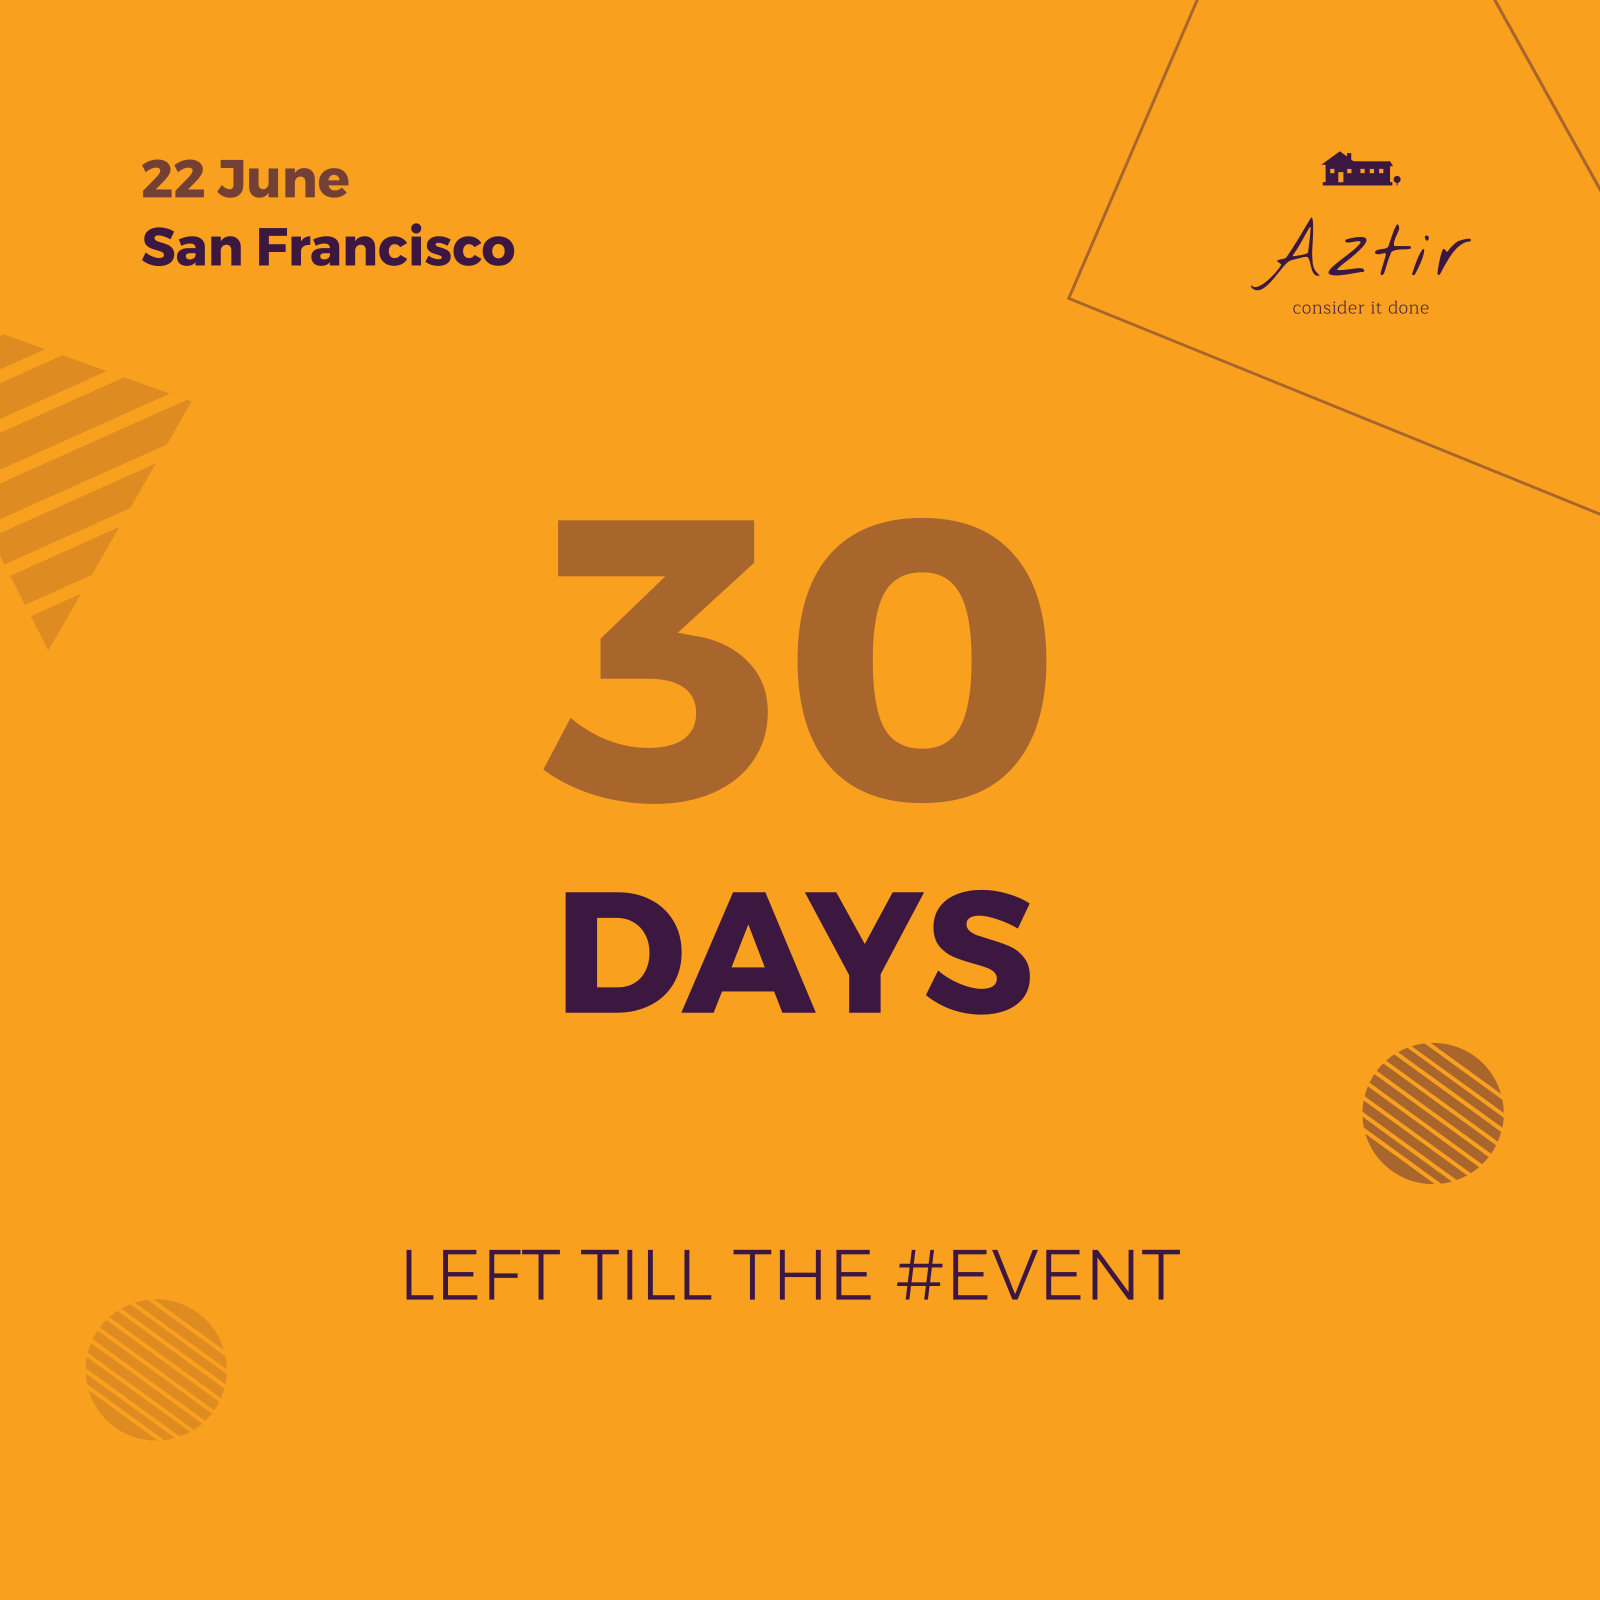 22 June
San Francisco
Aztir
consider it done
30
DAYS
LEFT TILL THE #EVENT